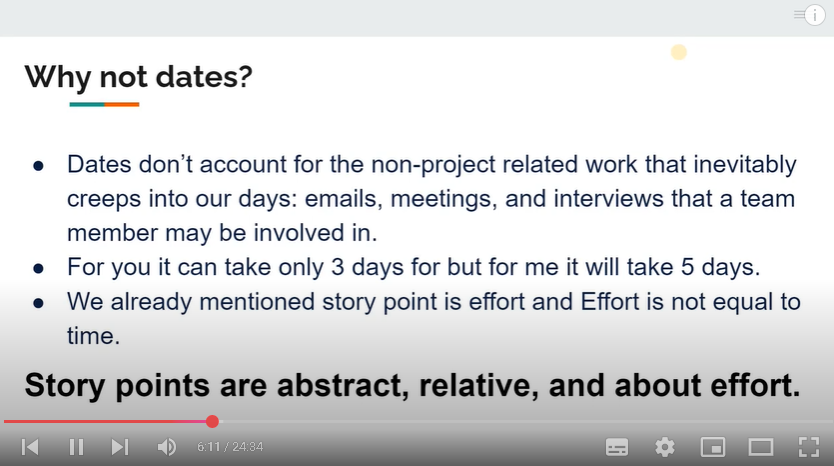 Why not dates?
● Dates don't account for the non-project related work that inevitably
creeps into our days: emails, meetings, and interviews that a team
member may be involved in.
● For you it can take only 3 days for but for me it will take 5 days.
● We already mentioned story point is effort and Effort is not equal to
time.
Story points are abstract, relative, and about effort.
6:11 / 24:34